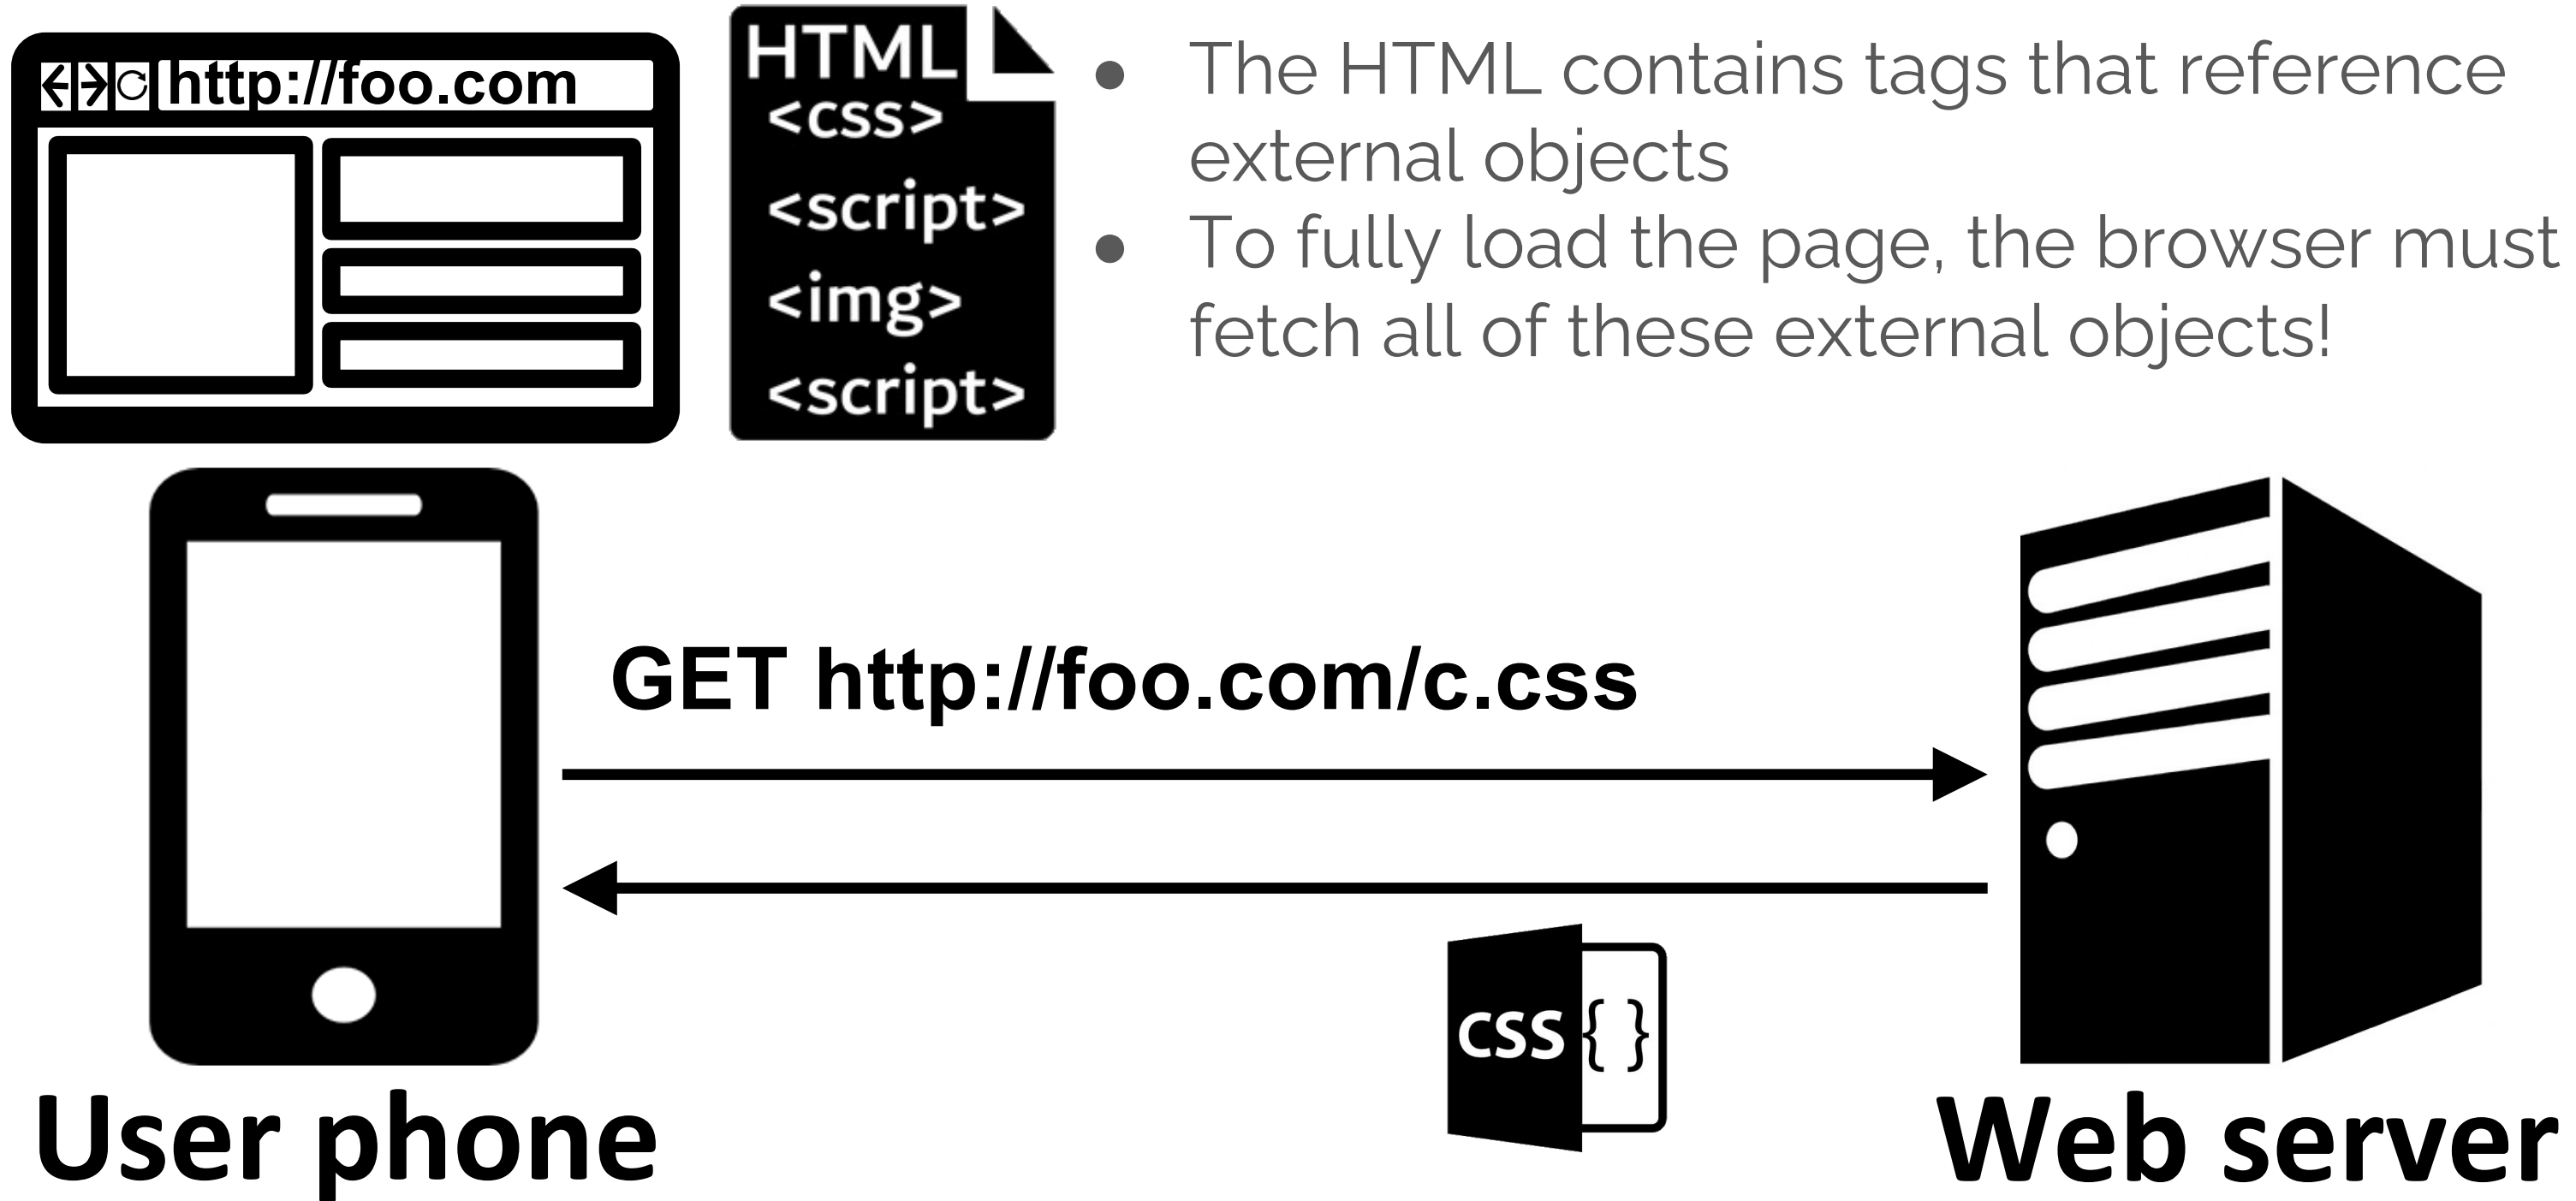 http://foo.com
HTML
<css>
<script>
<img>
<script>
● The HTML contains tags that reference
external objects
● To fully load the page, the browser must
fetch all of these external objects!
GET http://foo.com/c.css
css { }
User phone
Web server